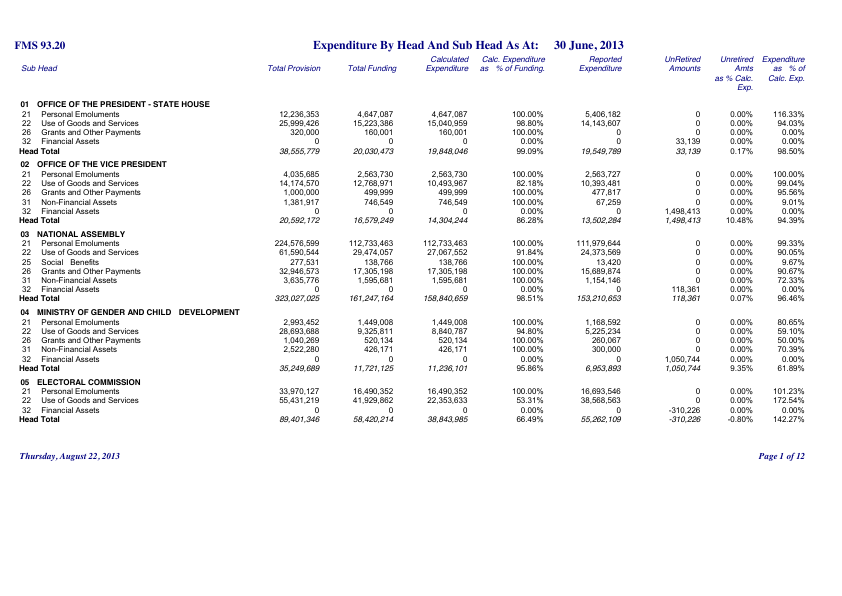 FMS 93.20 Expenditure By Head And Sub Head As At: 30 June, 2013
Sub Head Total Provision Total Funding Calculated Expenditure Calc. Expenditure as % of Funding. Reported Expenditure UnRetired Amounts Unretired Amts as % Calc. Exp. Expenditure as % of Calc. Exp.
01 OFFICE OF THE PRESIDENT - STATE HOUSE
21 Personal Emoluments 12,236,353 4,647,087 4,647,087 100.00% 5,406,182 0 0.00% 116.33%
22 Use of Goods and Services 25,999,426 15,223,386 15,040,959 98.80% 14,143,607 0 0.00% 94.03%
26 Grants and Other Payments 320,000 160,001 160,001 100.00% 0 0 0.00% 0.00%
32 Financial Assets 0 0 0 0.00% 0 33,139 0.00% 0.00%
Head Total 38,555,779 20,030,473 19,848,046 99.09% 19,549,789 33,139 0.17% 98.50%
02 OFFICE OF THE VICE PRESIDENT
21 Personal Emoluments 4,035,685 2,563,730 2,563,730 100.00% 2,563,727 0 0.00% 100.00%
22 Use of Goods and Services 14,174,570 12,768,971 10,493,967 82.18% 10,393,481 0 0.00% 99.04%
26 Grants and Other Payments 1,000,000 499,999 499,999 100.00% 477,817 0 0.00% 95.56%
31 Non-Financial Assets 1,381,917 746,549 746,549 100.00% 67,259 0 0.00% 9.01%
32 Financial Assets 0 0 0 0.00% 0 1,498,413 0.00% 0.00%
Head Total 20,592,172 16,579,249 14,304,244 86.28% 13,502,284 1,498,413 10.48% 94.39%
03 NATIONAL ASSEMBLY
21 Personal Emoluments 224,576,599 112,733,463 112,733,463 100.00% 111,979,644 0 0.00% 99.33%
22 Use of Goods and Services 61,590,544 29,474,057 27,067,552 91.84% 24,373,569 0 0.00% 90.05%
25 Social Benefits 277,531 138,766 138,766 100.00% 13,420 0 0.00% 9.67%
26 Grants and Other Payments 32,946,573 17,305,198 17,305,198 100.00% 15,689,874 0 0.00% 90.67%
31 Non-Financial Assets 3,635,776 1,595,681 1,595,681 100.00% 1,154,146 0 0.00% 72.33%
32 Financial Assets 0 0 0 0.00% 0 118,361 0.00% 0.00%
Head Total 323,027,025 161,247,164 158,840,659 98.51% 153,210,653 118,361 0.07% 96.46%
04 MINISTRY OF GENDER AND CHILD DEVELOPMENT
21 Personal Emoluments 2,993,452 1,449,008 1,449,008 100.00% 1,168,592 0 0.00% 80.65%
22 Use of Goods and Services 28,693,688 9,325,811 8,840,787 94.80% 5,225,234 0 0.00% 59.10%
26 Grants and Other Payments 1,040,269 520,134 520,134 100.00% 260,067 0 0.00% 50.00%
31 Non-Financial Assets 2,522,280 426,171 426,171 100.00% 300,000 0 0.00% 70.39%
32 Financial Assets 0 0 0 0.00% 0 1,050,744 0.00% 0.00%
Head Total 35,249,689 11,721,125 11,236,101 95.86% 6,953,893 1,050,744 9.35% 61.89%
05 ELECTORAL COMMISSION
21 Personal Emoluments 33,970,127 16,490,352 16,490,352 100.00% 16,693,546 0 0.00% 101.23%
22 Use of Goods and Services 55,431,219 41,929,862 22,353,633 53.31% 38,568,563 0 0.00% 172.54%
32 Financial Assets 0 0 0 0.00% 0 -310,226 0.00% 0.00%
Head Total 89,401,346 58,420,214 38,843,985 66.49% 55,262,109 -310,226 -0.80% 142.27%
Thursday, August 22, 2013 Page 1 of 12